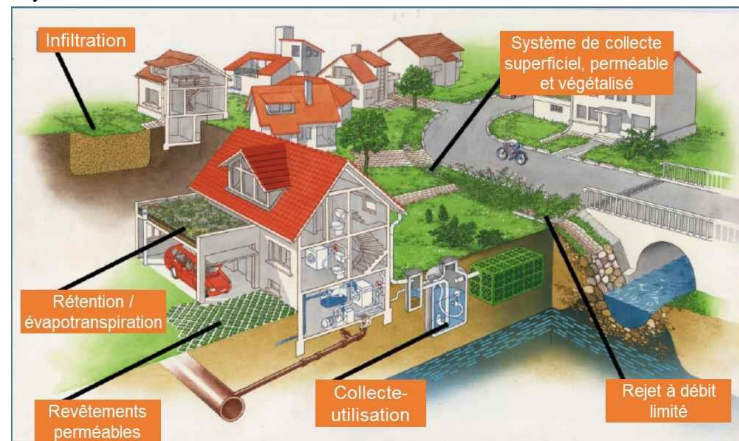 Infiltration
Système de collecte
superficiel, perméable
et végétalisé
Rétention /
évapotranspiration
Revêtements
perméables
Collecte-
utilisation
Rejet à débit
limité